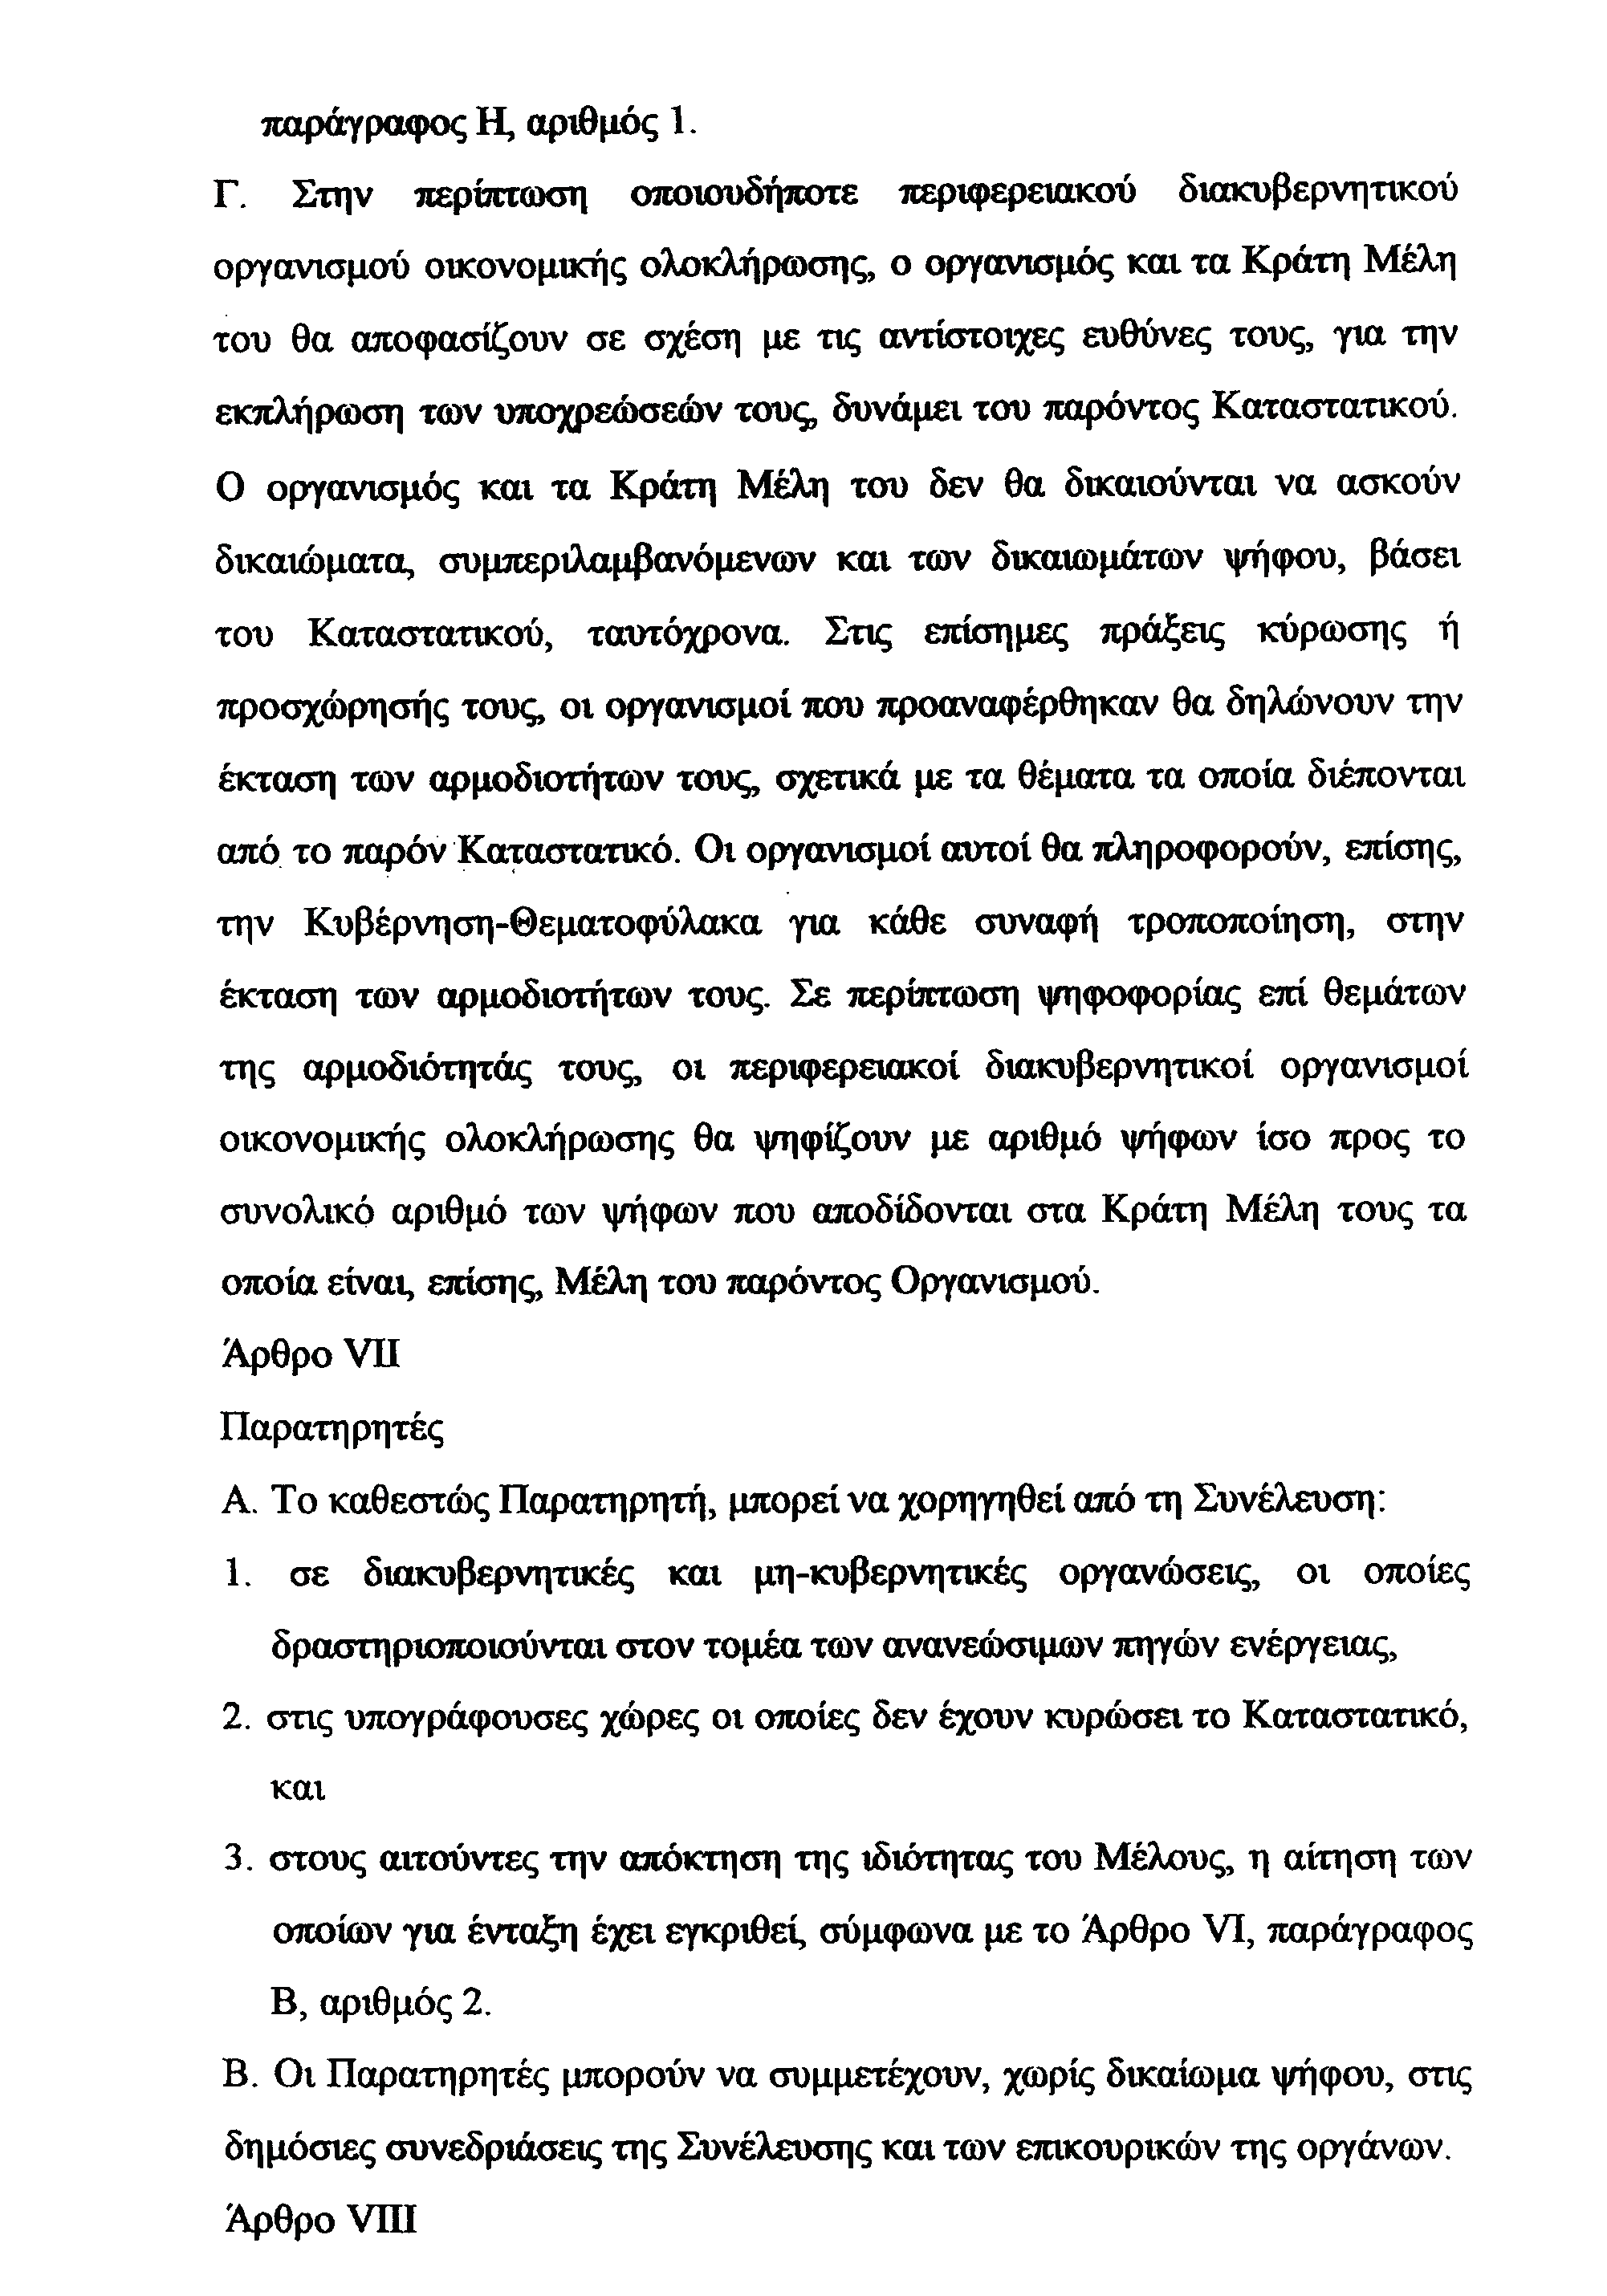 παράγραφος Η, αριθμός 1.
Γ. Στην περίπτωση οποιουδήποτε περιφερειακού διακυβερνητικού
οργανισμού οικονομικής ολοκλήρωσης, ο οργανισμός και τα Κράτη Μέλη
του θα αποφασίζουν σε σχέση με τις αντίστοιχες ευθύνες τους, για την
εκπλήρωση των υποχρεώσεών τους, δυνάμει του παρόντος Καταστατικού.
Ο οργανισμός και τα Κράτη Μέλη του δεν θα δικαιούνται να ασκούν
δικαιώματα, συμπεριλαμβανόμενων και των δικαιωμάτων ψήφου, βάσει
του Καταστατικού, ταυτόχρονα. Στις επίσημες πράξεις κύρωσης ή
προσχώρησής τους, οι οργανισμοί που προαναφέρθηκαν θα δηλώνουν την
έκταση των αρμοδιοτήτων τους, σχετικά με τα θέματα τα οποία διέπονται
από το παρόν Καταστατικό. Οι οργανισμοί αυτοί θα πληροφορούν, επίσης,
την Κυβέρνηση-Θεματοφύλακα για κάθε συναφή τροποποίηση, στην
έκταση των αρμοδιοτήτων τους. Σε περίπτωση ψηφοφορίας επί θεμάτων
της αρμοδιότητάς τους, οι περιφερειακοί διακυβερνητικοί οργανισμοί
οικονομικής ολοκλήρωσης θα ψηφίζουν με αριθμό ψήφων ίσο προς το
συνολικό αριθμό των ψήφων που αποδίδονται στα Κράτη Μέλη τους τα
οποία είναι, επίσης, Μέλη του παρόντος Οργανισμού.
Άρθρο VII
Παρατηρητές
Α. Το καθεστώς Παρατηρητή, μπορεί να χορηγηθεί από τη Συνέλευση:
1. σε διακυβερνητικές και μη-κυβερνητικές οργανώσεις, οι οποίες
δραστηριοποιούνται στον τομέα των ανανεώσιμων πηγών ενέργειας,
2. στις υπογράφουσες χώρες οι οποίες δεν έχουν κυρώσει το Καταστατικό,
και
3. στους αιτούντες την απόκτηση της ιδιότητας του Μέλους, η αίτηση των
οποίων για ένταξη έχει εγκριθεί, σύμφωνα με το Άρθρο VI, παράγραφος
Β, αριθμός 2.
Β. Οι Παρατηρητές μπορούν να συμμετέχουν, χωρίς δικαίωμα ψήφου, στις
δημόσιες συνεδριάσεις της Συνέλευσης και των επικουρικών της οργάνων.
Άρθρο VIII